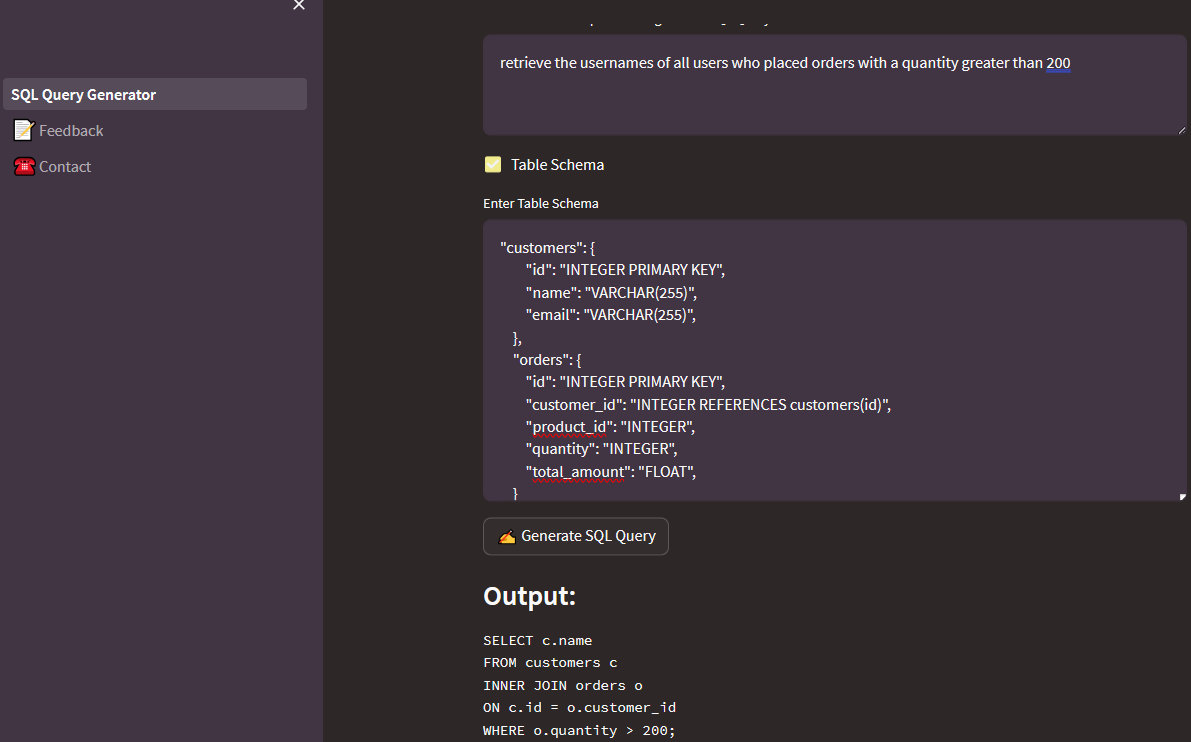 SQL Query Generator
Feedback
Contact
retrieve the usernames of all users who placed orders with a quantity greater than 200
Table Schema
Enter Table Schema
"customers": {
"id": "INTEGER PRIMARY KEY",
"name": "VARCHAR(255)",
"email": "VARCHAR(255)",
},
"orders": {
"id": "INTEGER PRIMARY KEY",
"customer_id": "INTEGER REFERENCES customers(id)",
"product_id": "INTEGER",
"quantity": "INTEGER",
"total_amount": "FLOAT",
}
Generate SQL Query
Output:
SELECT c.name
FROM customers c
INNER JOIN orders o
ON c.id = o.customer_id
WHERE o.quantity > 200;